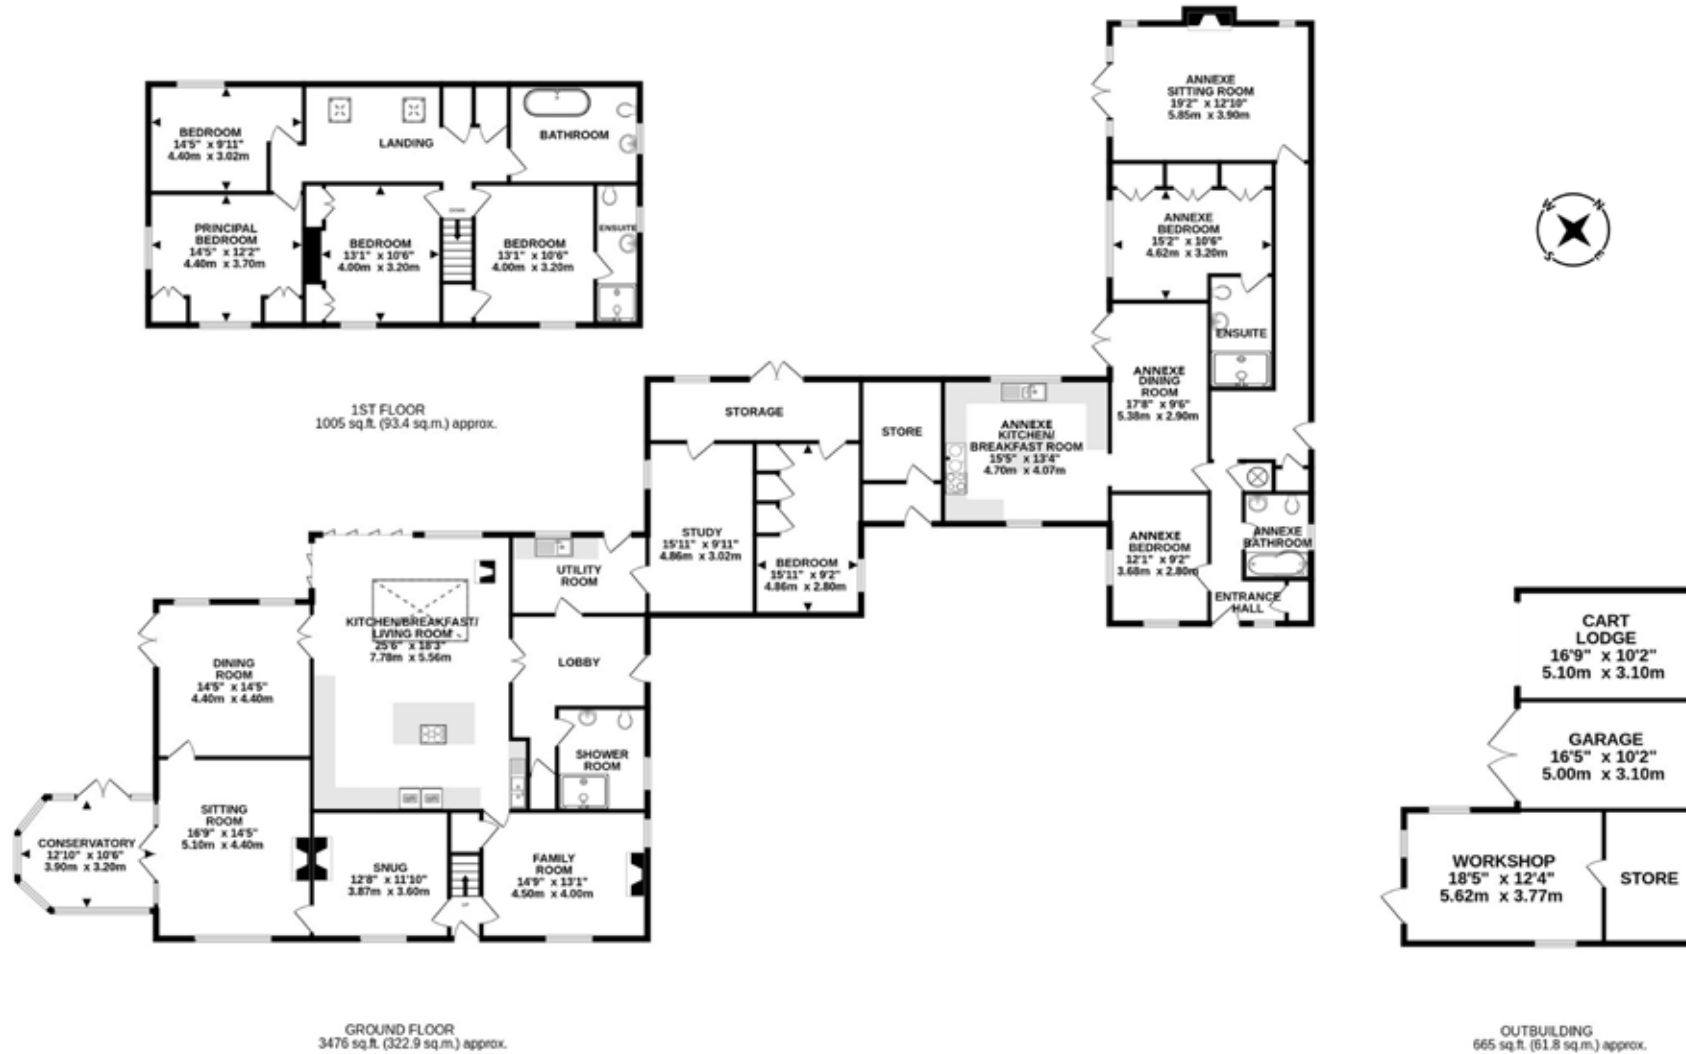 BEDROOM
14'5" x 9'11"
4.40m x 3.02m
LANDING
BATHROOM
PRINCIPAL
BEDROOM
14'5" x 12'2"
4.40m x 3.70m
BEDROOM
13'1" x 10'6"
4.00m x 3.20m
DOWN
BEDROOM
13'1" x 10'6"
4.00m x 3.20m
ENSUITE
1ST FLOOR
1005 sq.ft. (93.4 sq.m.) approx.
ANNEXE
SITTING ROOM
19'2" x 12'10"
5.85m x 3.90m
ANNEXE
BEDROOM
15'2" x 10'6"
4.62m x 3.20m
ENSUITE
ANNEXE
DINING
ROOM
17'8" x 9'6"
5.38m x 2.90m
N
E
S
W
STORAGE
STORE
ANNEXE
KITCHEN/
BREAKFAST ROOM
15'5" x 13'4"
4.70m x 4.07m
STUDY
15'11" x 9'11"
4.86m x 3.02m
BEDROOM
15'11" x 9'2"
4.86m x 2.80m
ANNEXE
BEDROOM
12'1" x 9'2"
3.68m x 2.80m
ANNEXE
BATHROOM
ENTRANCE
HALL
UTILITY
ROOM
KITCHEN/BREAKFAST/
LIVING ROOM
25'6" x 18'3"
7.78m x 5.56m
LOBBY
DINING
ROOM
14'5" x 14'5"
4.40m x 4.40m
SHOWER
ROOM
SITTING
ROOM
16'9" x 14'5"
5.10m x 4.40m
CONSERVATORY
12'10" x 10'6"
3.90m x 3.20m
SNUG
12'8" x 11'10"
3.87m x 3.60m
UP
FAMILY
ROOM
14'9" x 13'1"
4.50m x 4.00m
CART
LODGE
16'9" x 10'2"
5.10m x 3.10m
GARAGE
16'5" x 10'2"
5.00m x 3.10m
WORKSHOP
18'5" x 12'4"
5.62m x 3.77m
STORE
GROUND FLOOR
3476 sq.ft. (322.9 sq.m.) approx.
OUTBUILDING
665 sq.ft. (61.8 sq.m.) approx.